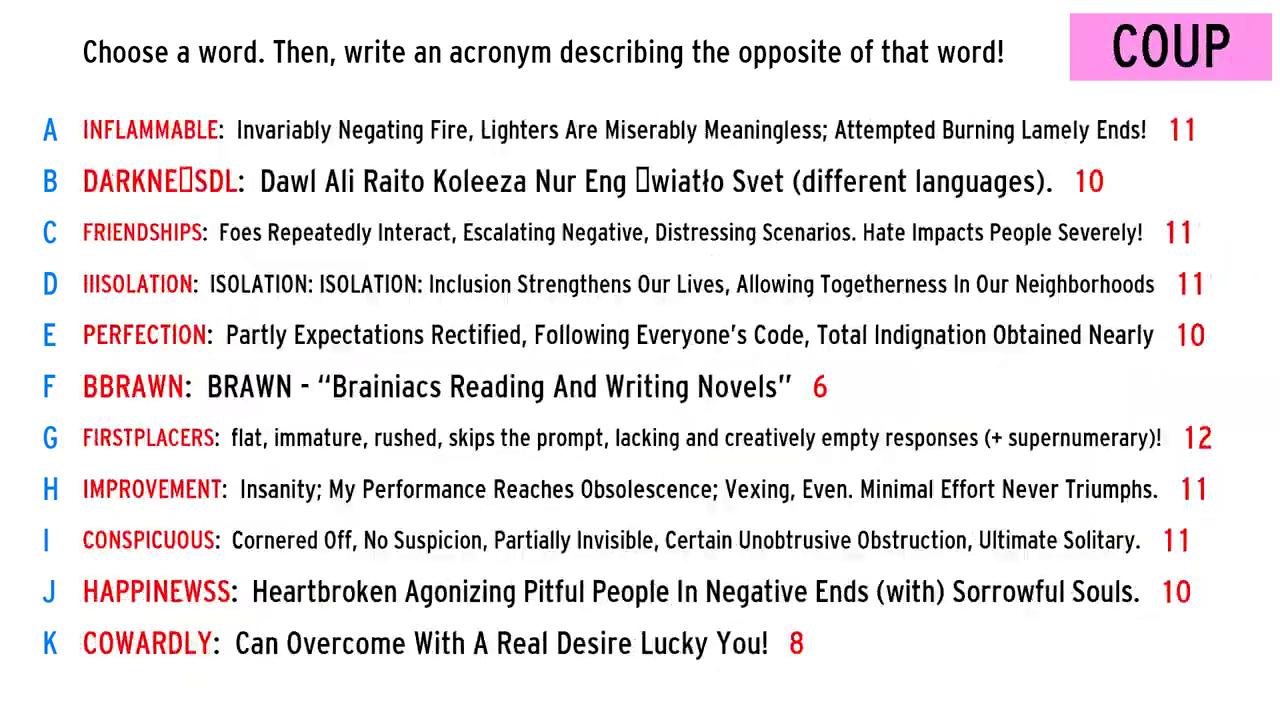 Choose a word. Then, write an acronym describing the opposite of that word!
COUP
A INFLAMMABLE: Invariably Negating Fire, Lighters Are Miserably Meaningless; Attempted Burning Lamely Ends! 11
B DARKNE▯SDL: Dawl Ali Raito Koleeza Nur Eng ▯wiatło Svet (different languages). 10
C FRIENDSHIPS: Foes Repeatedly Interact, Escalating Negative, Distressing Scenarios. Hate Impacts People Severely! 11
D IIISOLATION: ISOLATION: ISOLATION: Inclusion Strengthens Our Lives, Allowing Togetherness In Our Neighborhoods 11
E PERFECTION: Partly Expectations Rectified, Following Everyone's Code, Total Indignation Obtained Nearly 10
F BBRAWN: BRAWN - “Brainiacs Reading And Writing Novels” 6
G FIRSTPLACERS: flat, immature, rushed, skips the prompt, lacking and creatively empty responses (+ supernumerary)! 12
H IMPROVEMENT: Insanity; My Performance Reaches Obsolescence; Vexing, Even. Minimal Effort Never Triumphs. 11
I CONSPICUOUS: Cornered Off, No Suspicion, Partially Invisible, Certain Unobtrusive Obstruction, Ultimate Solitary. 11
J HAPPINEWSS: Heartbroken Agonizing Pitful People In Negative Ends (with) Sorrowful Souls. 10
K COWARDLY: Can Overcome With A Real Desire Lucky You! 8